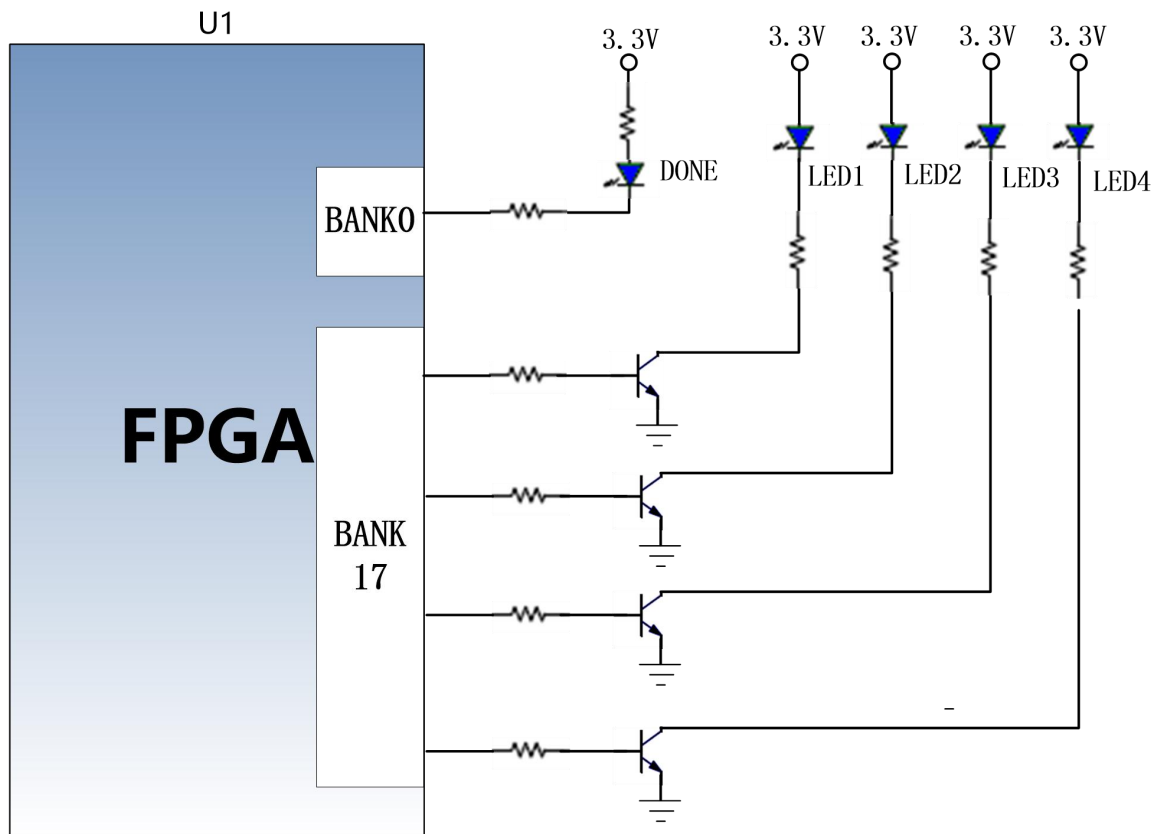 U1
3.3V
3.3V
3.3V
3.3V
3.3V
DONE
LED1
LED2
LED3
LED4
BANK0
FPGA
BANK
17